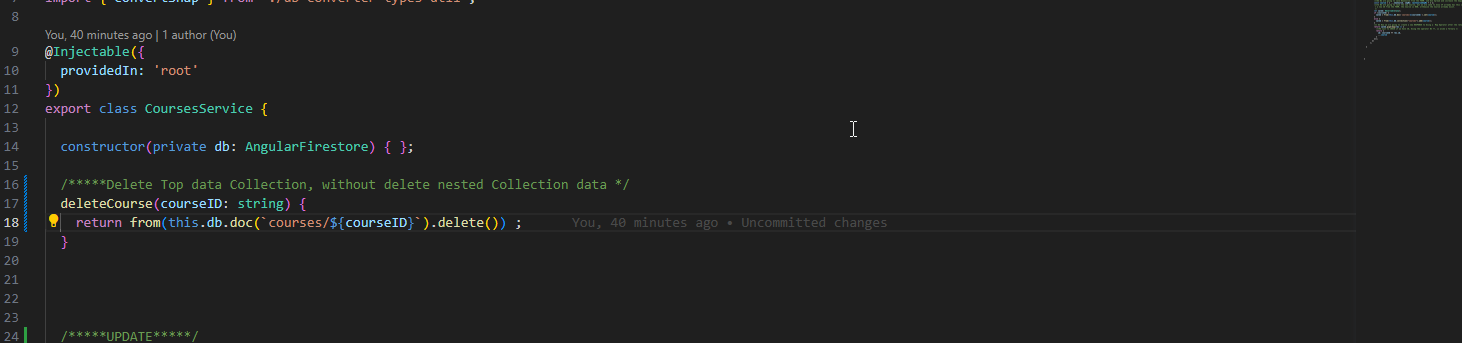 7 import { convertSnap } from './db-converter-types-util';
8
You, 40 minutes ago | 1 author (You)
9 @Injectable({
10 providedIn: 'root'
11 })
12 export class CoursesService {
13
14 constructor(private db: AngularFirestore) { };
15
16 /*****Delete Top data Collection, without delete nested Collection data */
17 deleteCourse(courseID: string) {
18 return from(this.db.doc(`courses/${courseID}`).delete()) ; You, 40 minutes ago • Uncommitted changes
19 }
20
21
22
23
24 /*****UPDATE*****/